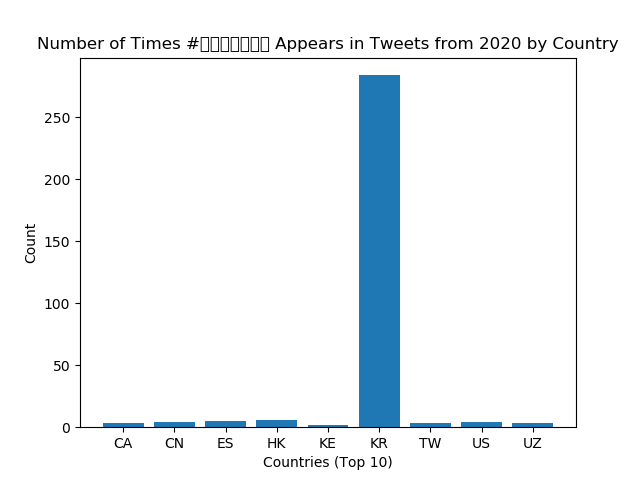 Number of Times #▯▯▯▯▯▯▯ Appears in Tweets from 2020 by Country
250
200
150
100
50
0
Count
CA CN ES HK KE KR TW US UZ
Countries (Top 10)